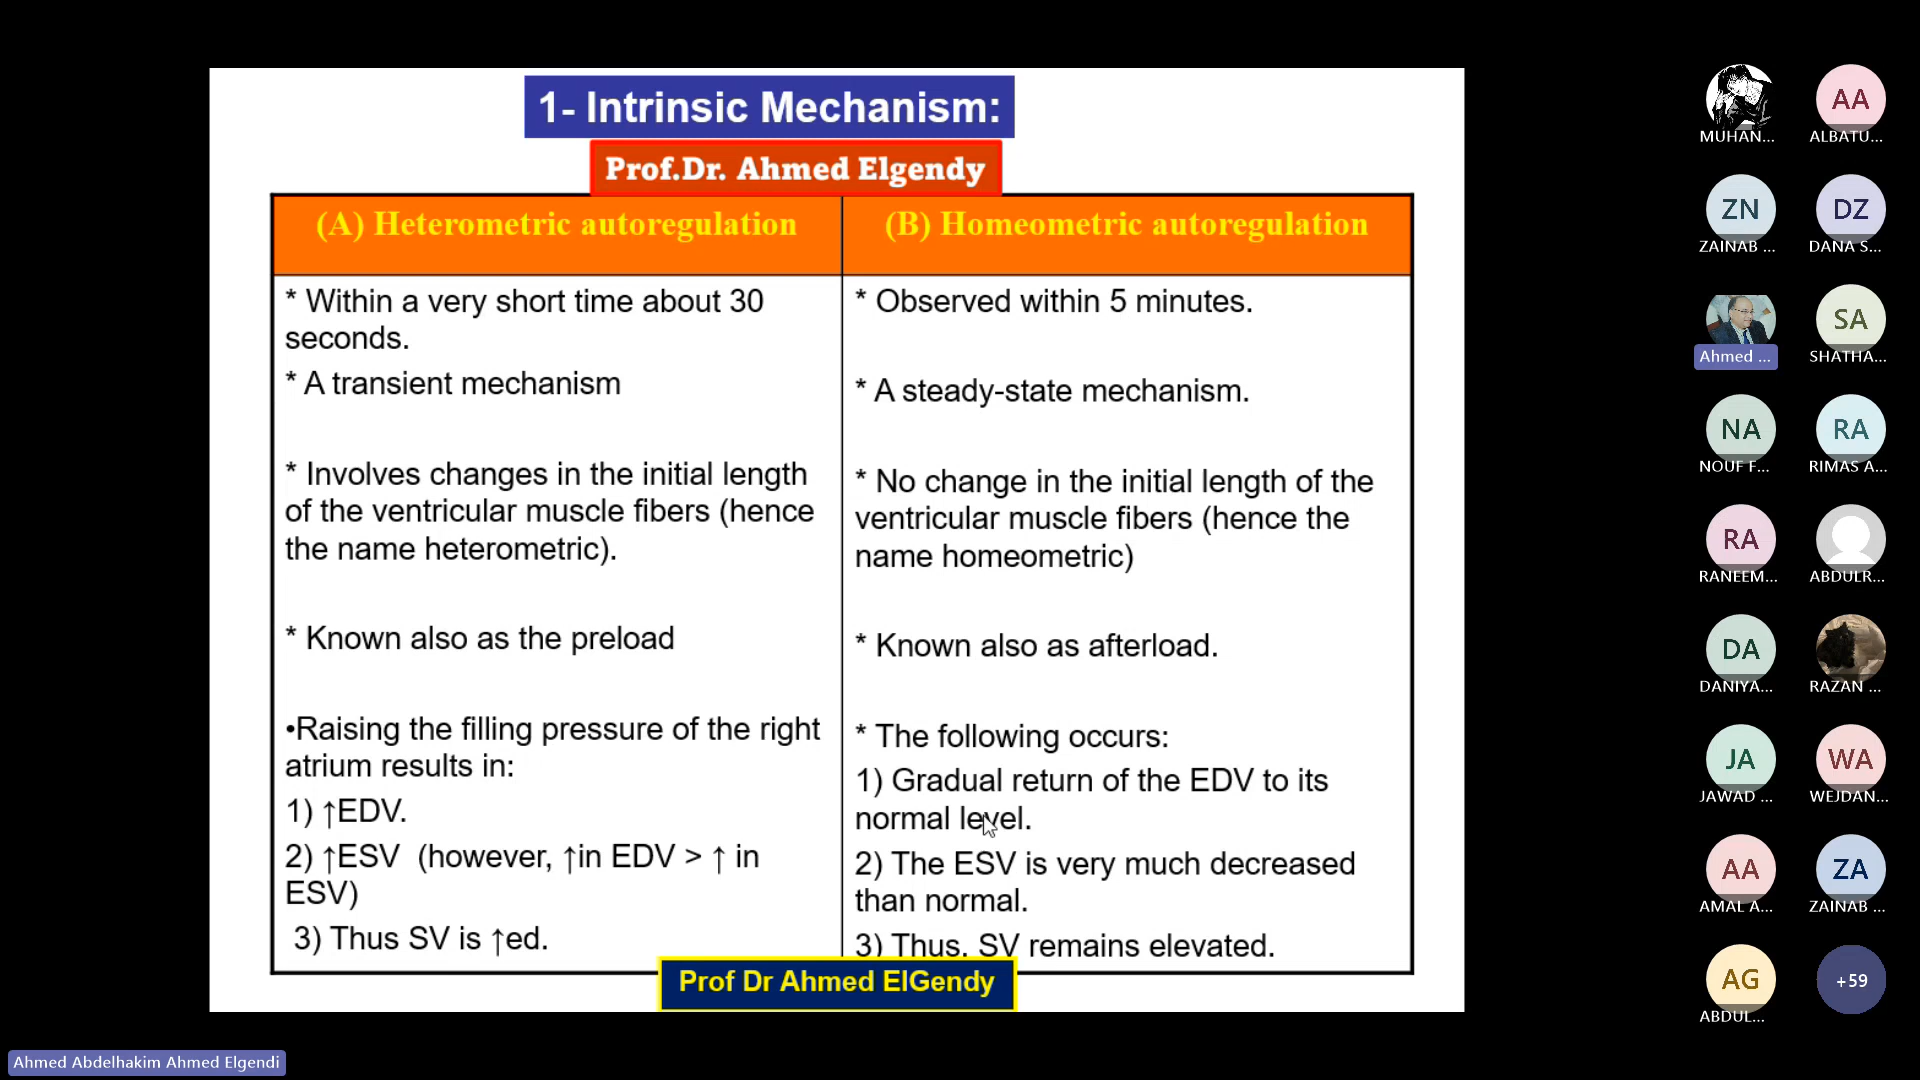 1- Intrinsic Mechanism:
Prof.Dr. Ahmed Elgendy
(A) Heterometric autoregulation
* Within a very short time about 30
seconds.
* A transient mechanism
* Involves changes in the initial length
of the ventricular muscle fibers (hence
the name heterometric).
* Known also as the preload
•Raising the filling pressure of the right
atrium results in:
1) ↑EDV.
2) ↑ESV (however, ↑in EDV > ↑ in
ESV)
3) Thus SV is ↑ed.
(B) Homeometric autoregulation
* Observed within 5 minutes.
* A steady-state mechanism.
* No change in the initial length of the
ventricular muscle fibers (hence the
name homeometric)
* Known also as afterload.
* The following occurs:
1) Gradual return of the EDV to its
normal level.
2) The ESV is very much decreased
than normal.
3) Thus, SV remains elevated.
Prof Dr Ahmed ElGendy
MUHAN...
AA
ALBATU...
ZN
ZAINAB ...
DZ
DANA S...
Ahmed ...
SA
SHATHA...
NA
NOUF F...
RA
RIMAS A...
RA
RANEEM...
ABDULR...
DA
DANIYA...
RAZAN ...
JA
JAWAD ...
WA
WEJDAN...
AA
AMAL A...
ZA
ZAINAB ...
AG
ABDUL...
+59
Ahmed Abdelhakim Ahmed Elgendi